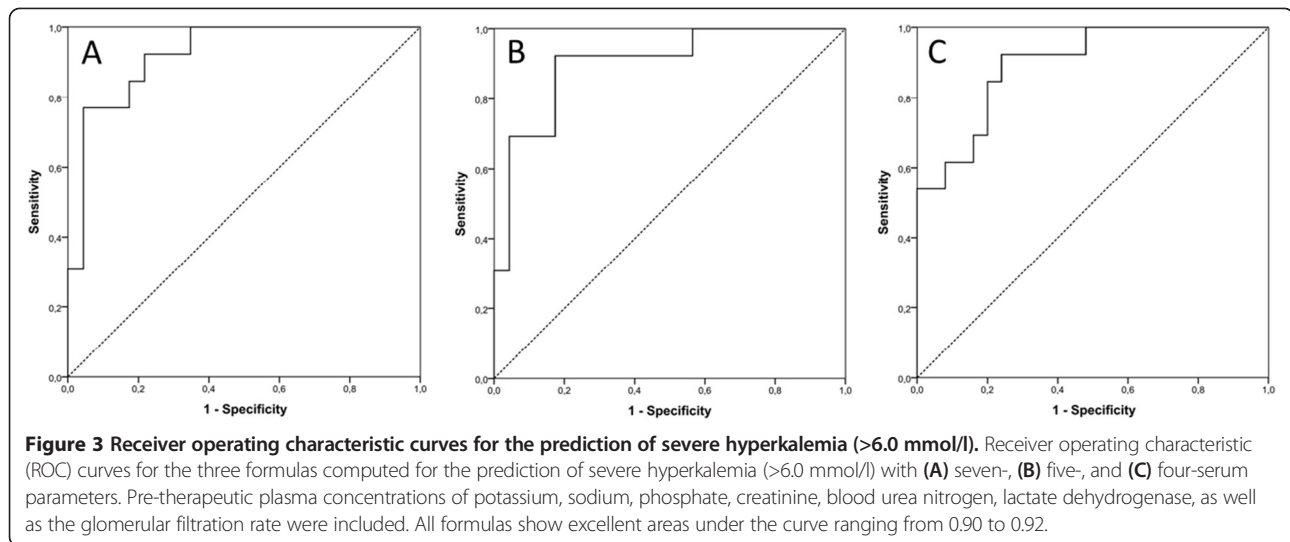 A
B
C
1,0
0,8
0,6
0,4
0,2
0,0
Sensitivity
0,0 0,2 0,4 0,6 0,8 1,0
1 - Specificity
1,0
0,8
0,6
0,4
0,2
0,0
Sensitivity
0,0 0,2 0,4 0,6 0,8 1,0
1 - Specificity
1,0
0,8
0,6
0,4
0,2
0,0
Sensitivity
0,0 0,2 0,4 0,6 0,8 1,0
1 - Specificity
Figure 3 Receiver operating characteristic curves for the prediction of severe hyperkalemia (>6.0 mmol/l). Receiver operating characteristic
(ROC) curves for the three formulas computed for the prediction of severe hyperkalemia (>6.0 mmol/l) with (A) seven-, (B) five-, and (C) four-serum
parameters. Pre-therapeutic plasma concentrations of potassium, sodium, phosphate, creatinine, blood urea nitrogen, lactate dehydrogenase, as well
as the glomerular filtration rate were included. All formulas show excellent areas under the curve ranging from 0.90 to 0.92.